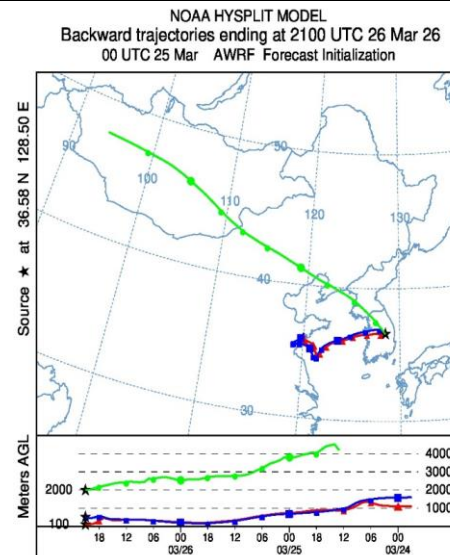 NOAA HYSPLIT MODEL
Backward trajectories ending at 2100 UTC 26 Mar 26
00 UTC 25 Mar AWRF Forecast Initialization
Source ★ at 36.58 N 128.50 E
90
100
110
120
130
50
40
30
Meters AGL
2000
100
4000
3000
2000
1000
18 12 06 00 18 12 06 00 18 12 06 00
03/26 03/25 03/24